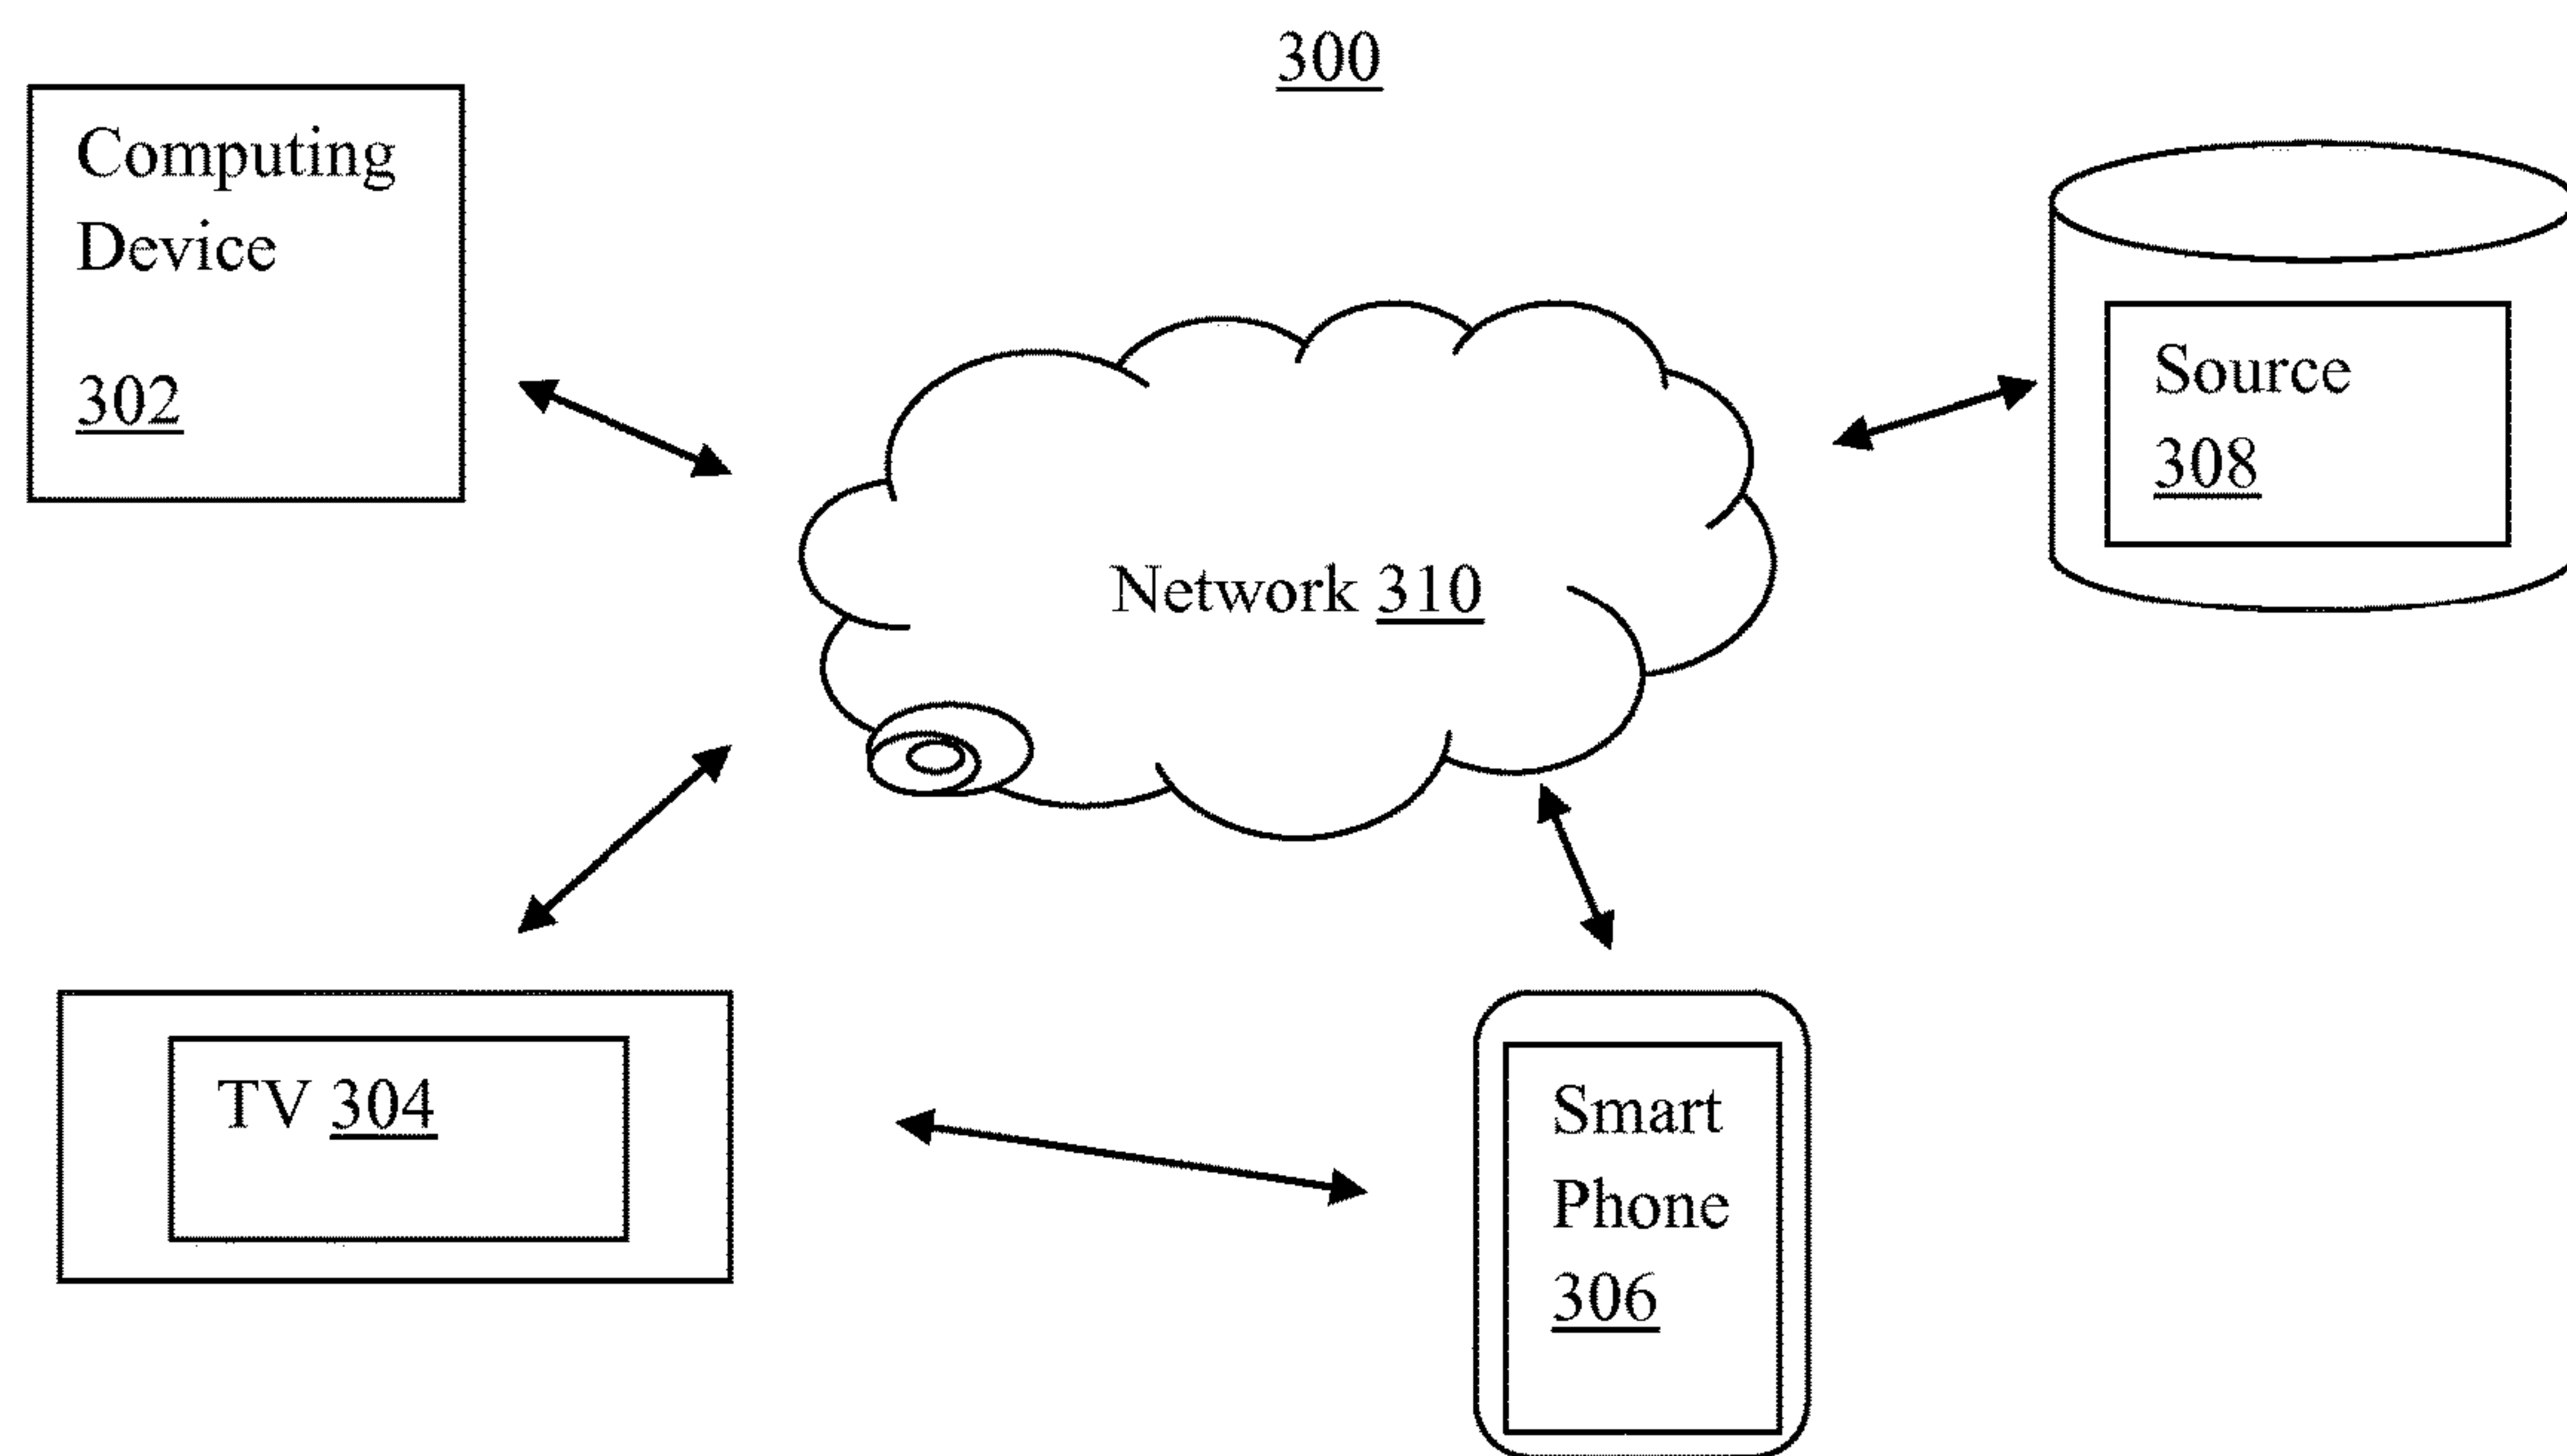 300
Computing
Device
302
Source
308
Network 310
TV 304
Smart
Phone
306